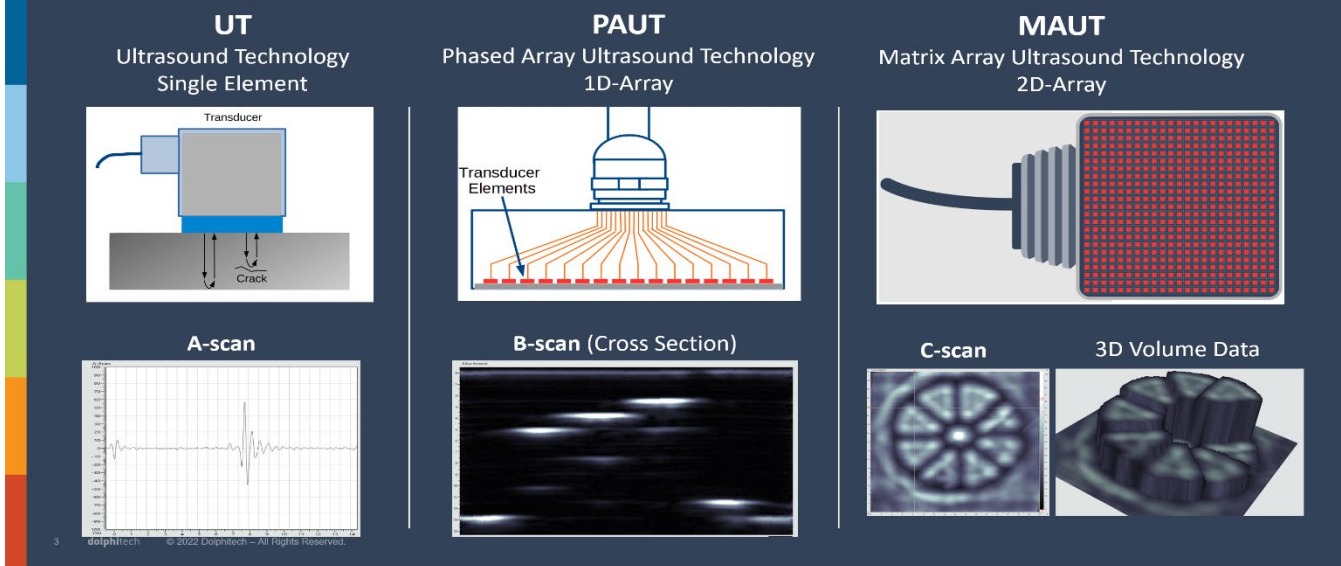 UT
Ultrasound Technology
Single Element
Transducer
Crack
A-scan
PAUT
Phased Array Ultrasound Technology
1D-Array
Transducer
Elements
B-scan (Cross Section)
MAUT
Matrix Array Ultrasound Technology
2D-Array
C-scan
3D Volume Data
3 dolphitech © 2022 Dolphitech – All Rights Reserved.